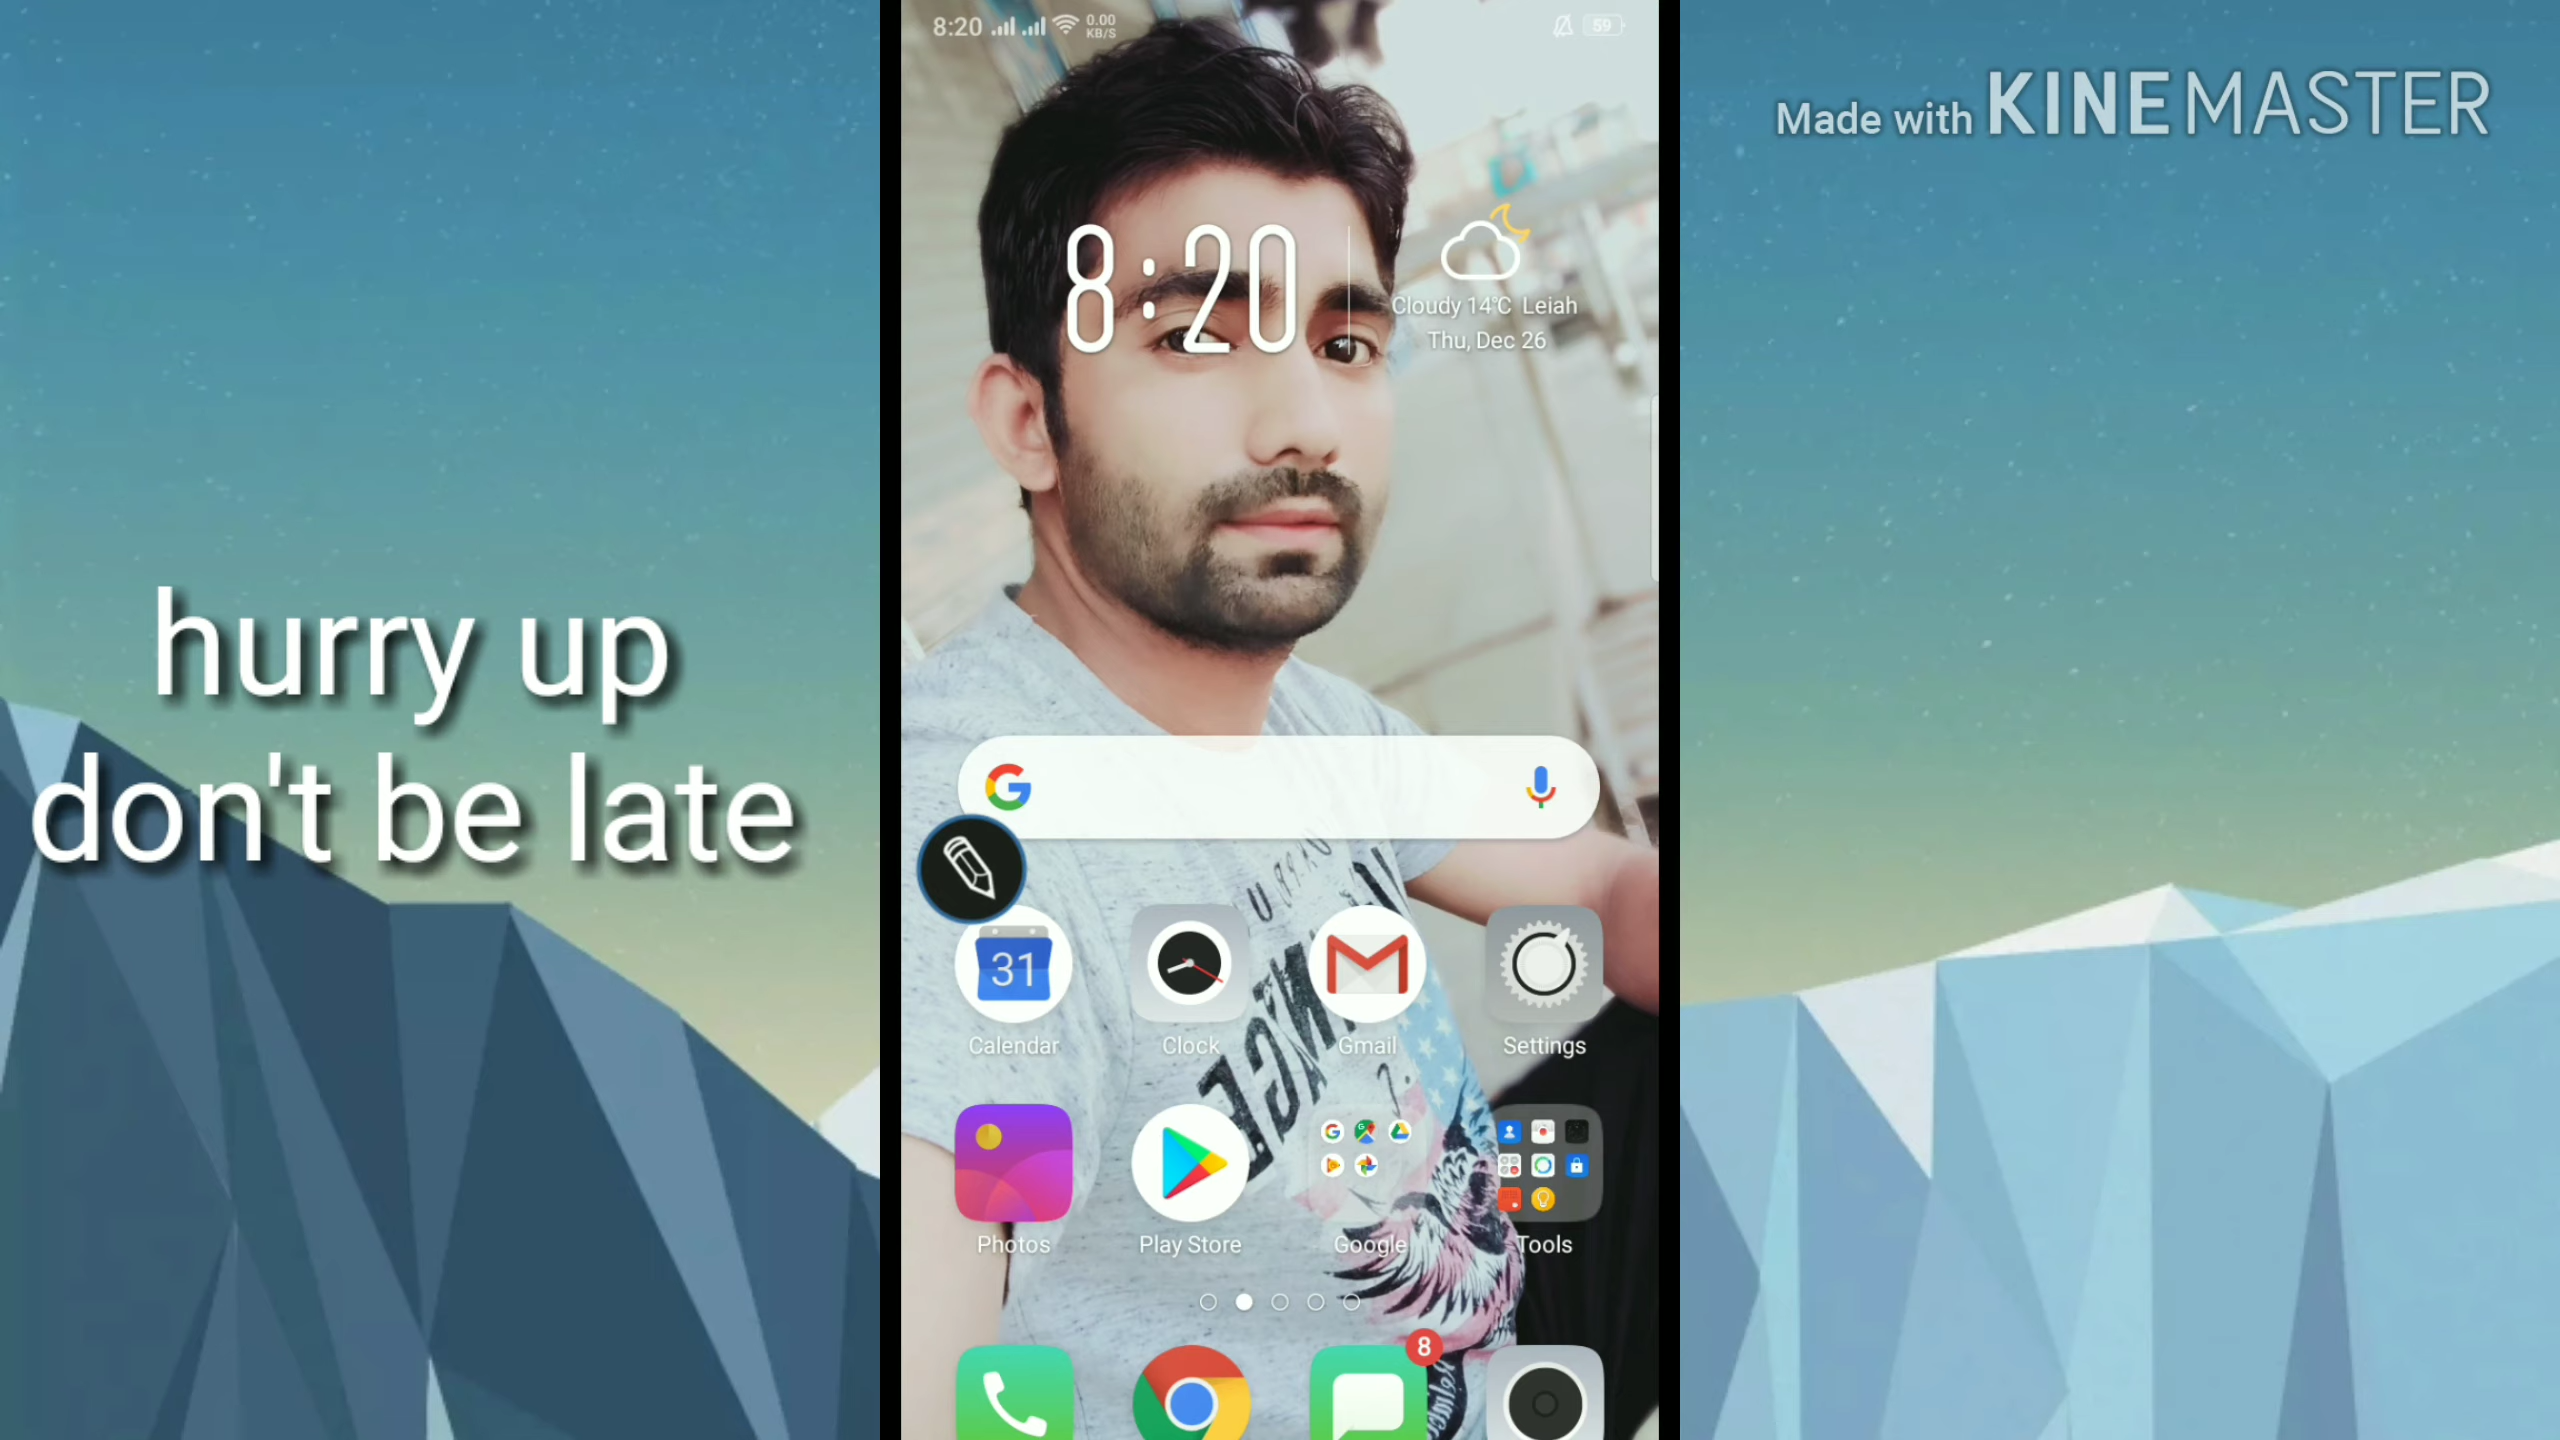 8:20 0.00 KB/S 59
Made with KINEMASTER
8:20
Cloudy 14°C Leiah
Thu, Dec 26
hurry up
don't be late
G
31
Calendar Clock Gmail Settings
Photos Play Store Google Tools
8